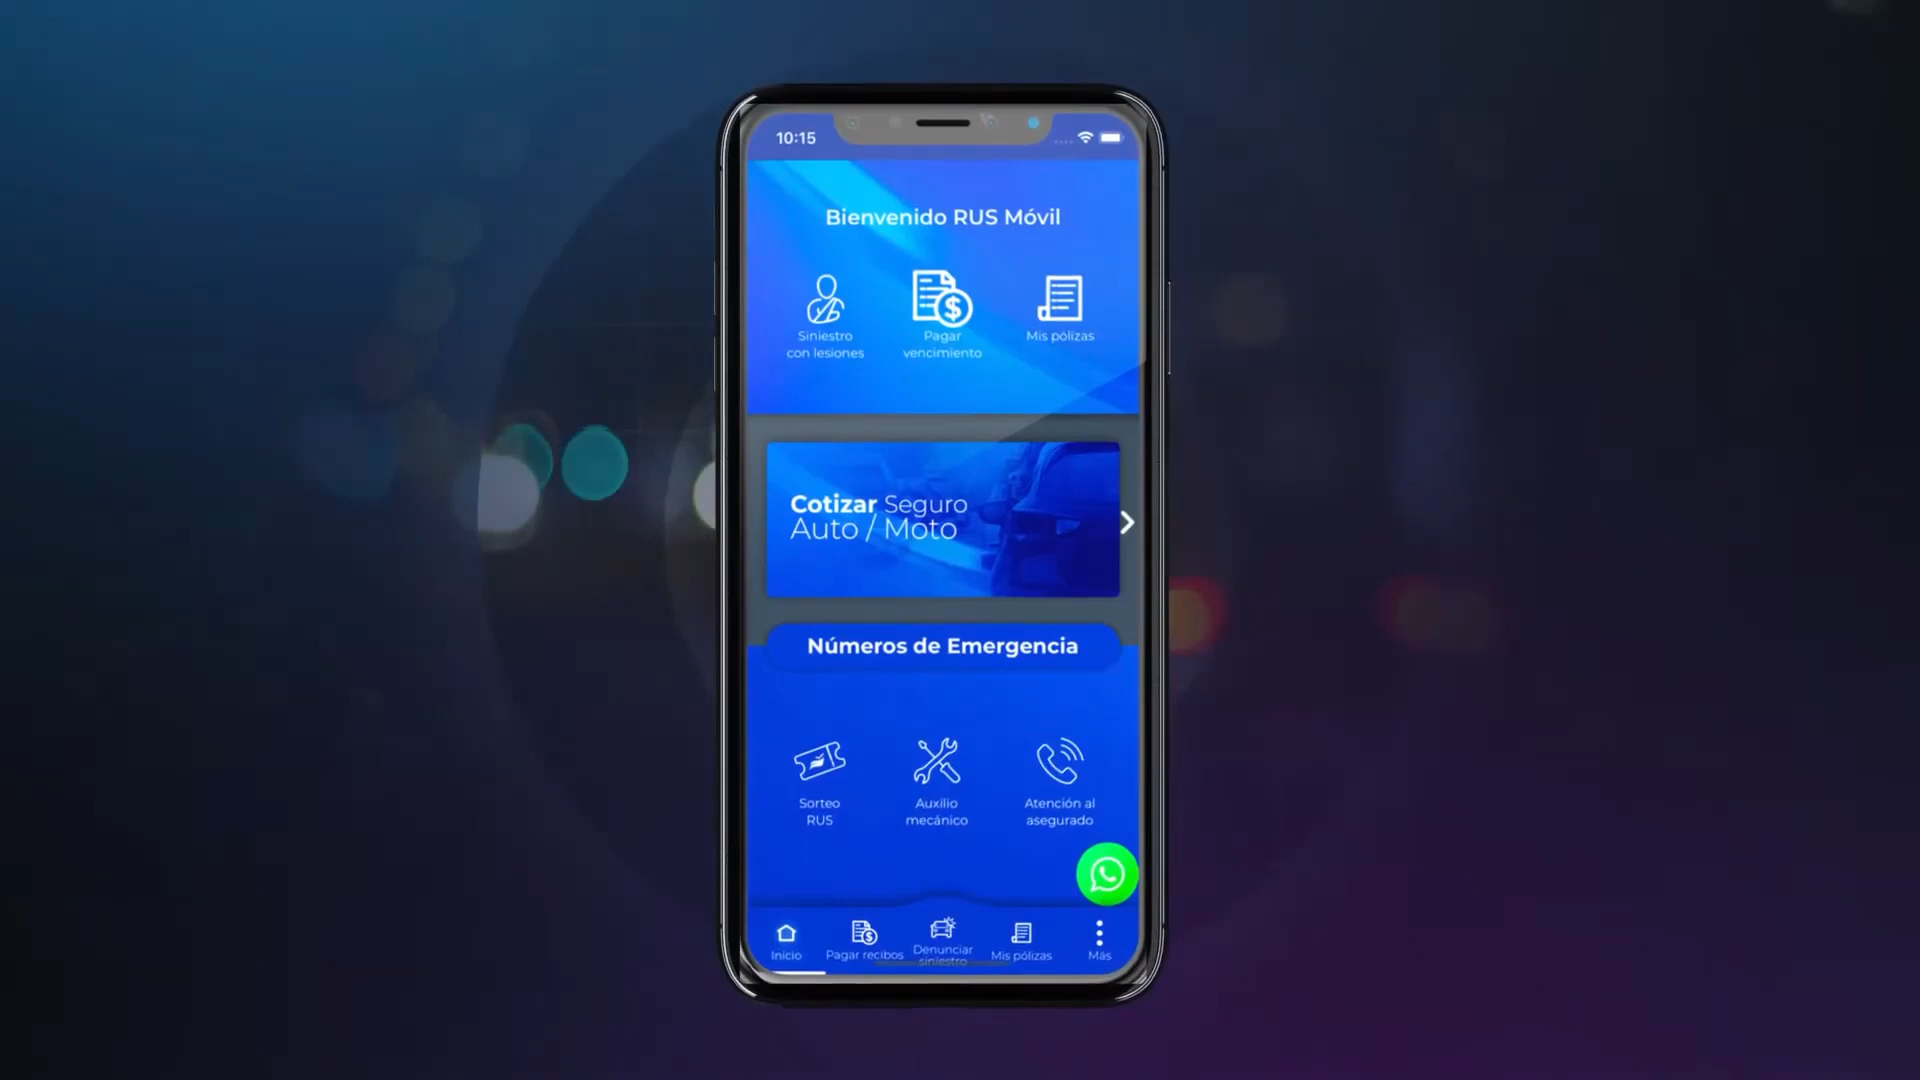 10:15
Bienvenido RUS Móvil
Siniestro
con lesiones
Pagar
vencimiento
Mis pólizas
Cotizar Seguro
Auto / Moto
Números de Emergencia
Sorteo
RUS
Auxilio
mecánico
Atención al
asegurado
Inicio
Pagar recibos
Denunciar
siniestro
Mis pólizas
Más